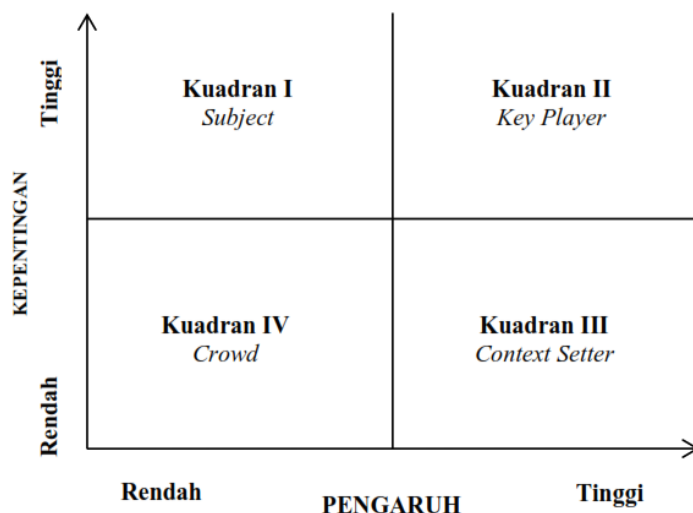 Tinggi
Kuadran I
Subject
Kuadran II
Key Player
KEPENTINGAN
Kuadran IV
Crowd
Kuadran III
Context Setter
Rendah
Rendah
PENGARUH
Tinggi